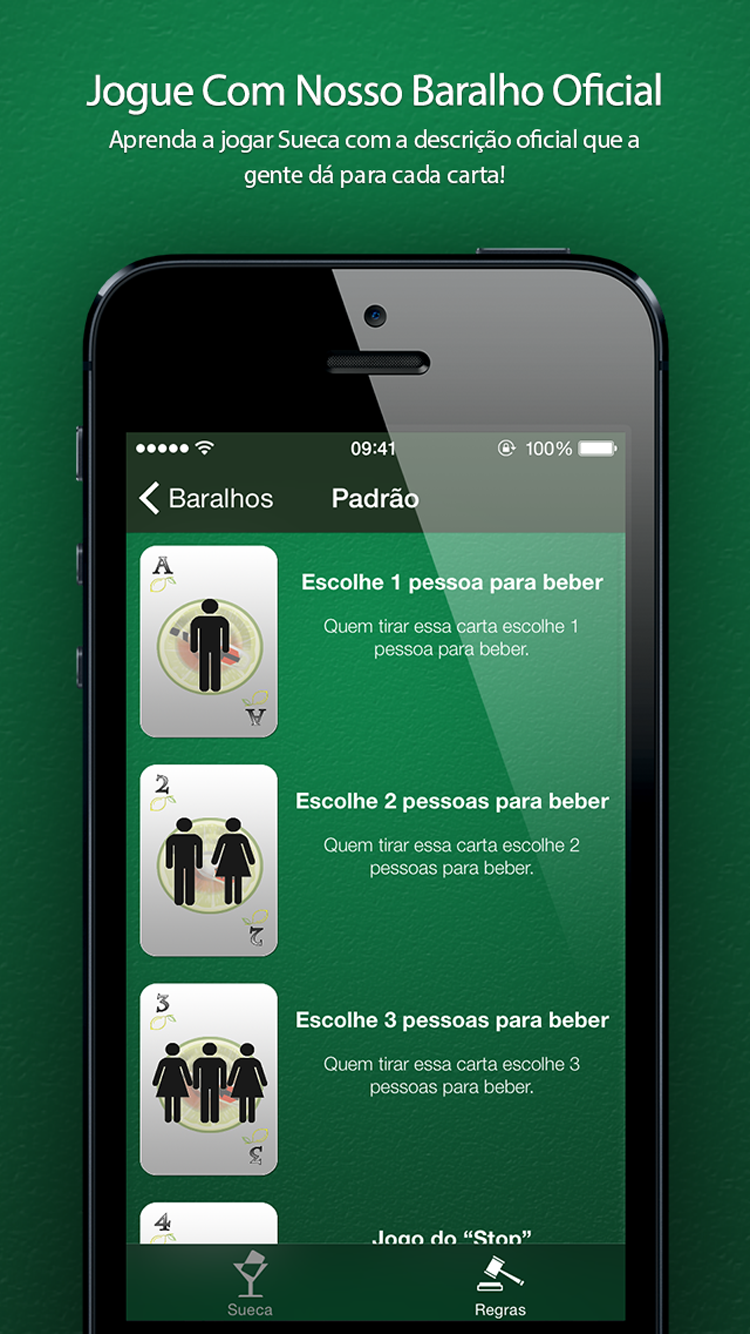 Jogue Com Nosso Baralho Oficial
Aprenda a jogar Sueca com a descrição oficial que a
gente dá para cada carta!
09:41
100%
Baralhos
Padrão
A
Escolhe 1 pessoa para beber
Quem tirar essa carta escolhe 1
pessoa para beber.
A
2
Escolhe 2 pessoas para beber
Quem tirar essa carta escolhe 2
pessoas para beber.
2
3
Escolhe 3 pessoas para beber
Quem tirar essa carta escolhe 3
pessoas para beber.
3
4
Jogo do “Stop”
Sueca
Regras